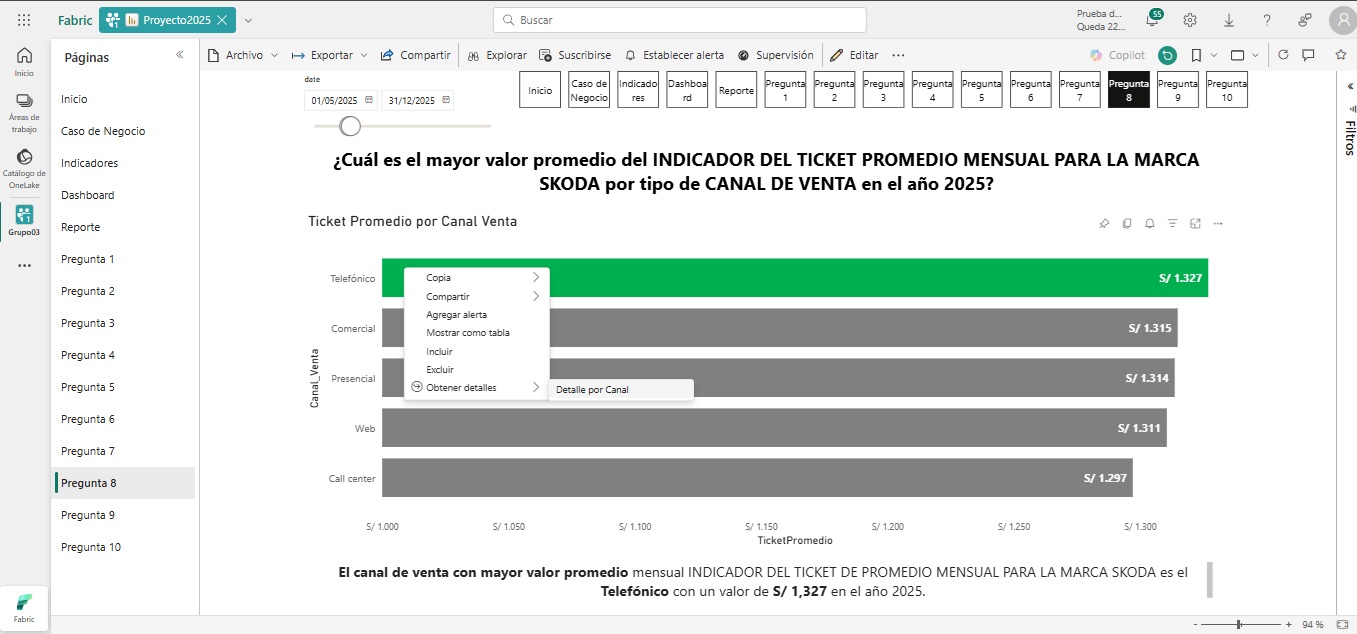 Fabric
Proyecto2025
Buscar
Prueba d...
Queda 22...
55
Inicio
Áreas de
trabajo
Catálogo de
OneLake
Grupo03
Fabric
Páginas
Inicio
Caso de Negocio
Indicadores
Dashboard
Reporte
Pregunta 1
Pregunta 2
Pregunta 3
Pregunta 4
Pregunta 5
Pregunta 6
Pregunta 7
Pregunta 8
Pregunta 9
Pregunta 10
Archivo
Exportar
Compartir
Explorar
Suscribirse
Establecer alerta
Supervisión
Editar
Copilot
date
01/05/2025
31/12/2025
Inicio
Caso de
Negocio
Indicado
res
Dashboa
rd
Reporte
Pregunta
1
Pregunta
2
Pregunta
3
Pregunta
4
Pregunta
5
Pregunta
6
Pregunta
7
Pregunta
8
Pregunta
9
Pregunta
10
Filtros
¿Cuál es el mayor valor promedio del INDICADOR DEL TICKET PROMEDIO MENSUAL PARA LA MARCA
SKODA por tipo de CANAL DE VENTA en el año 2025?
Ticket Promedio por Canal Venta
Canal_Venta
Telefónico
S/ 1.327
Comercial
S/ 1.315
Presencial
S/ 1.314
Web
S/ 1.311
Call center
S/ 1.297
Copia
Compartir
Agregar alerta
Mostrar como tabla
Incluir
Excluir
Obtener detalles
Detalle por Canal
S/ 1.000
S/ 1.050
S/ 1.100
S/ 1.150
S/ 1.200
S/ 1.250
S/ 1.300
TicketPromedio
El canal de venta con mayor valor promedio mensual INDICADOR DEL TICKET DE PROMEDIO MENSUAL PARA LA MARCA SKODA es el
Telefónico con un valor de S/ 1,327 en el año 2025.
- + 94 %